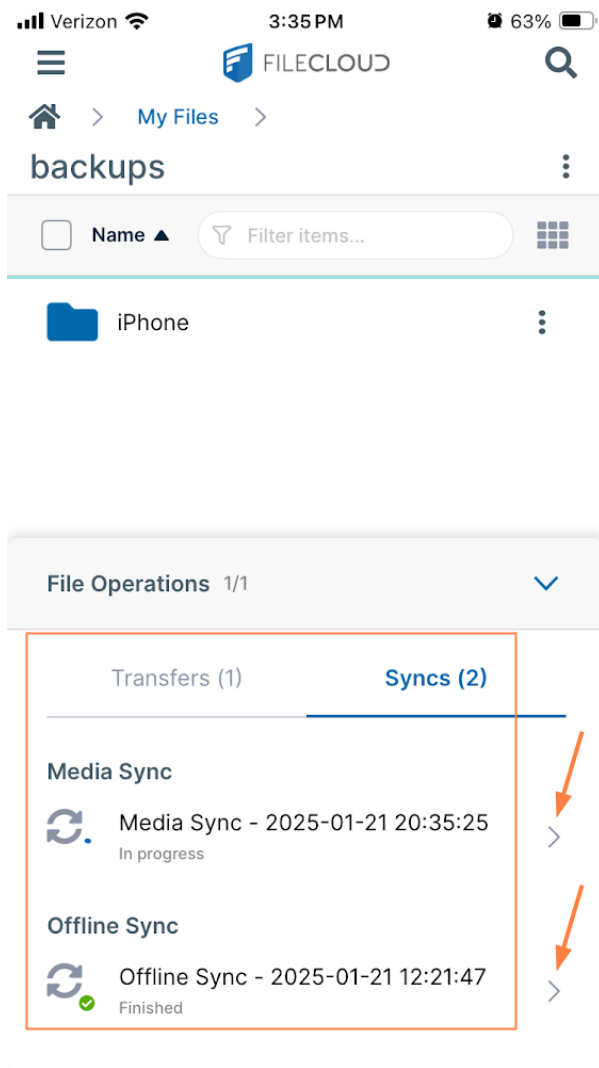 Verizon 3:35 PM 63%
FILECLOUD
My Files
backups
Name Filter items...
iPhone
File Operations 1/1
Transfers (1) Syncs (2)
Media Sync
Media Sync - 2025-01-21 20:35:25
In progress
Offline Sync
Offline Sync - 2025-01-21 12:21:47
Finished